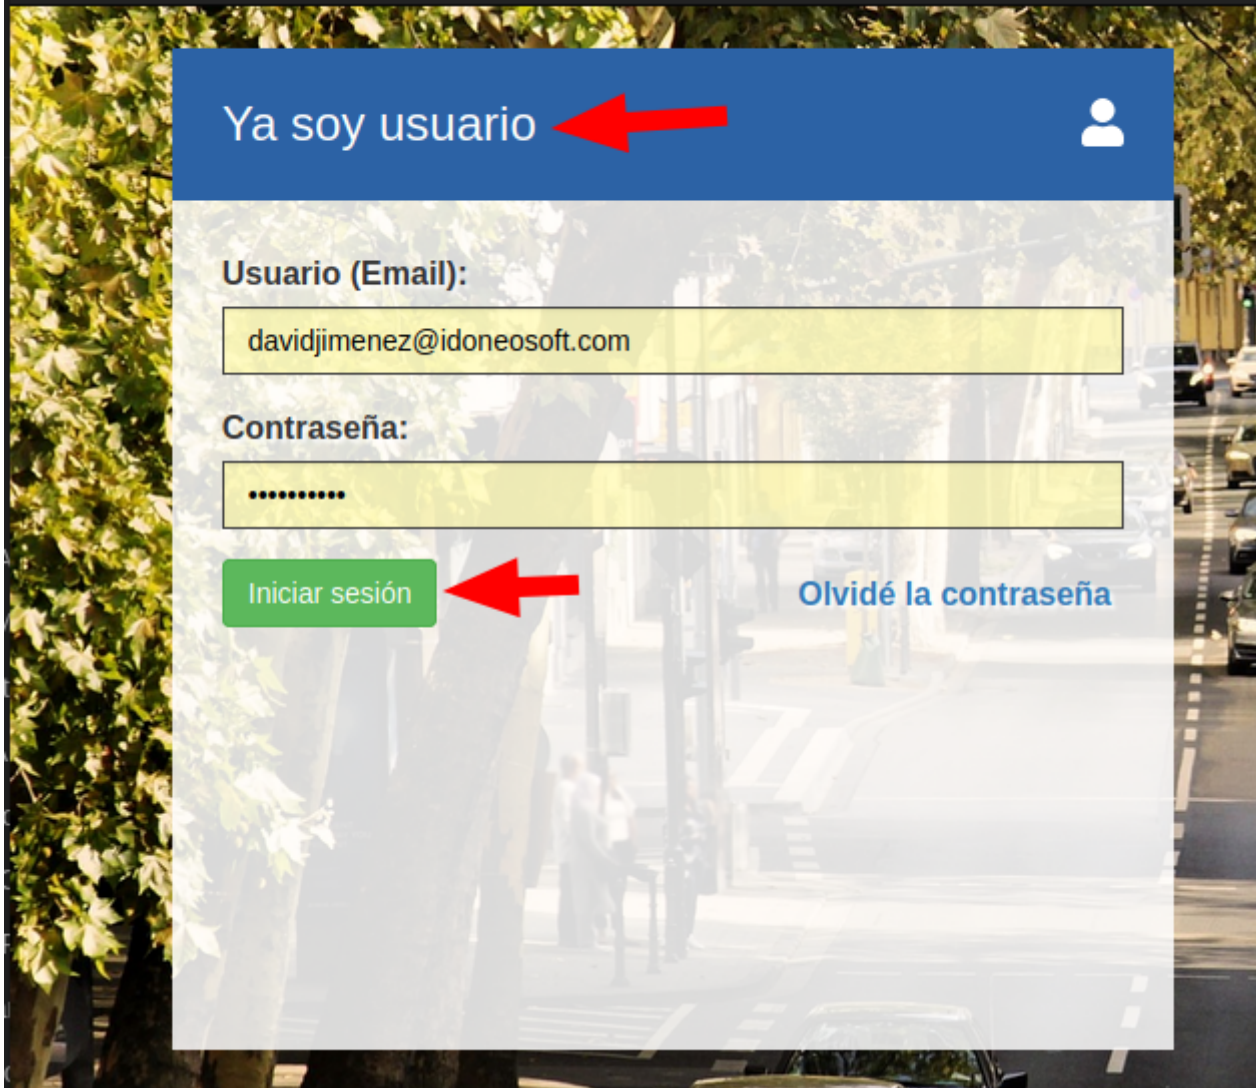 Ya soy usuario
Usuario (Email):
davidjimenez@idoneosoft.com
Contraseña:
••••••••••
Iniciar sesión
Olvidé la contraseña